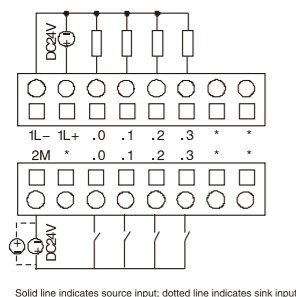 DC24V
1L– 1L+ .0 .1 .2 .3 * *
2M * .0 .1 .2 .3 * *
DC24V
Solid line indicates source input: dotted line indicates sink input